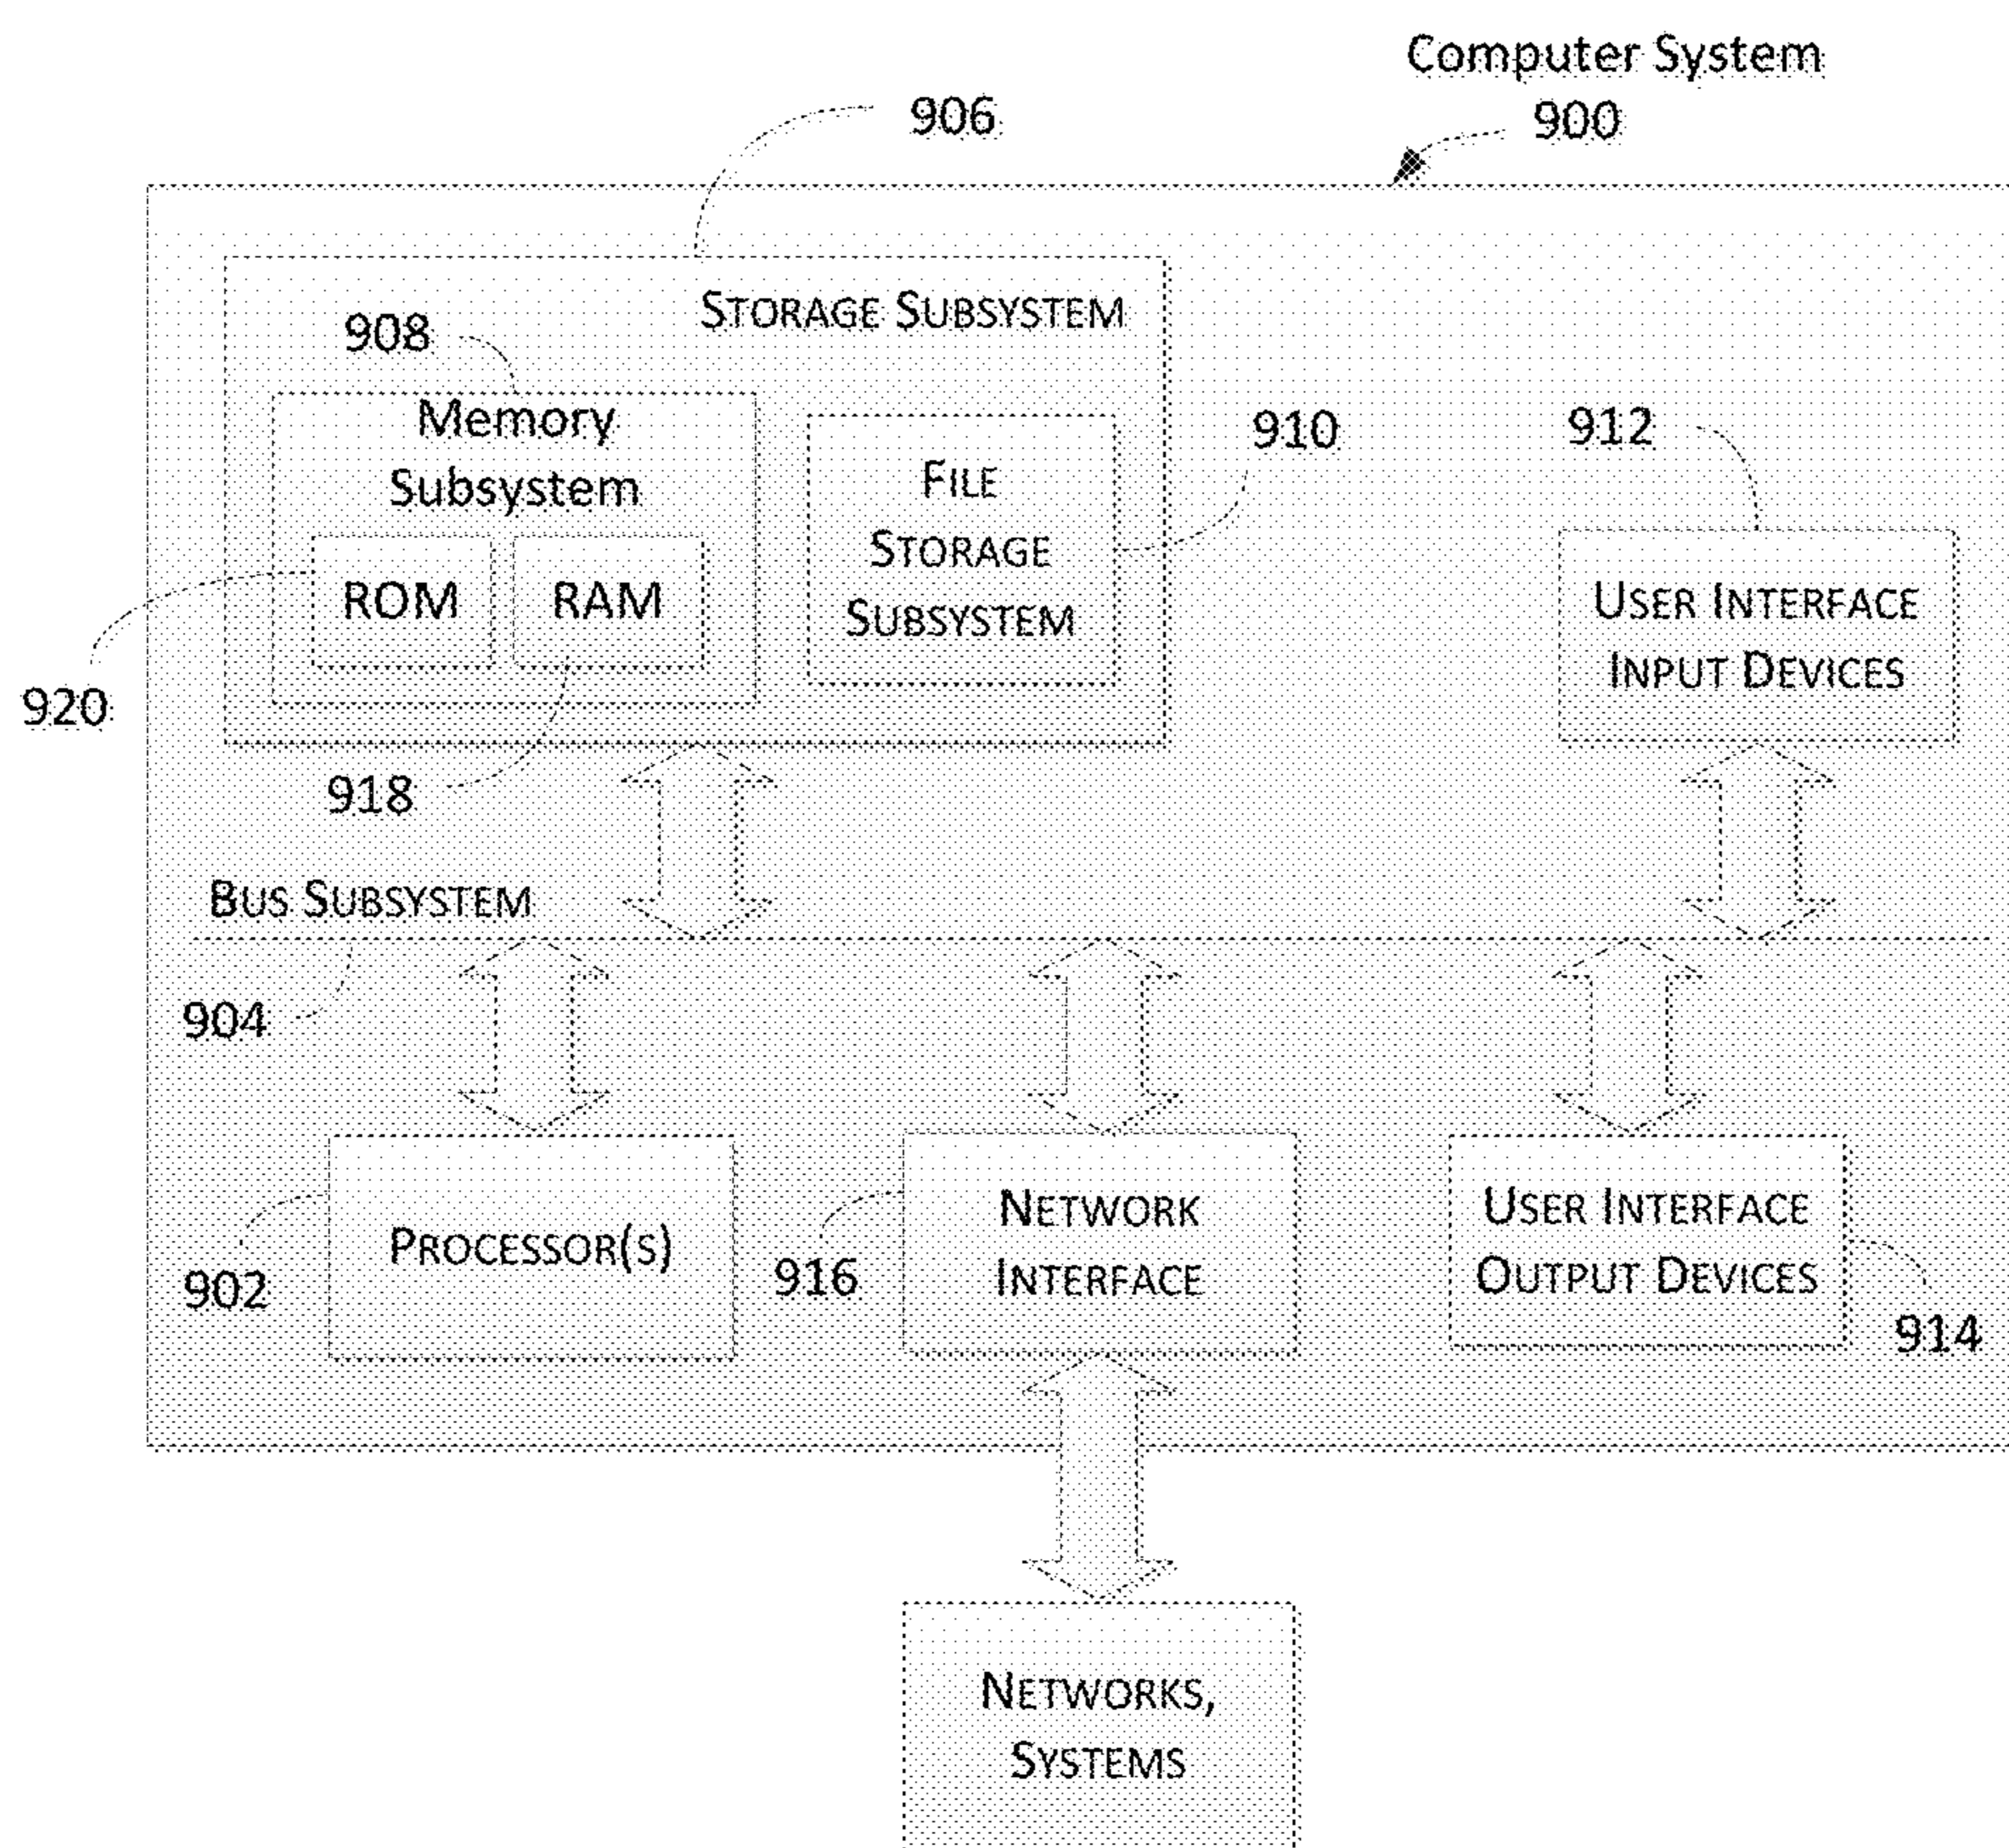 Computer System
900
906
STORAGE SUBSYSTEM
908
Memory
Subsystem
910
FILE
STORAGE
SUBSYSTEM
912
USER INTERFACE
INPUT DEVICES
ROM
RAM
920
918
BUS SUBSYSTEM
904
PROCESSOR(S)
902
NETWORK
INTERFACE
916
USER INTERFACE
OUTPUT DEVICES
914
NETWORKS,
SYSTEMS